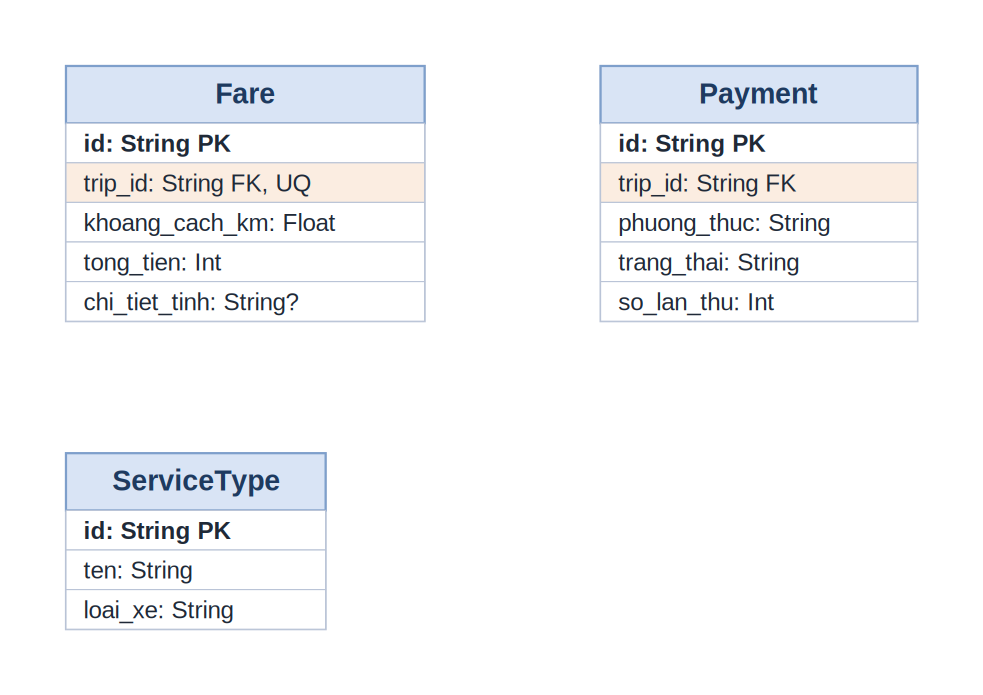 Fare
id: String PK
trip_id: String FK, UQ
khoang_cach_km: Float
tong_tien: Int
chi_tiet_tinh: String?
Payment
id: String PK
trip_id: String FK
phuong_thuc: String
trang_thai: String
so_lan_thu: Int
ServiceType
id: String PK
ten: String
loai_xe: String